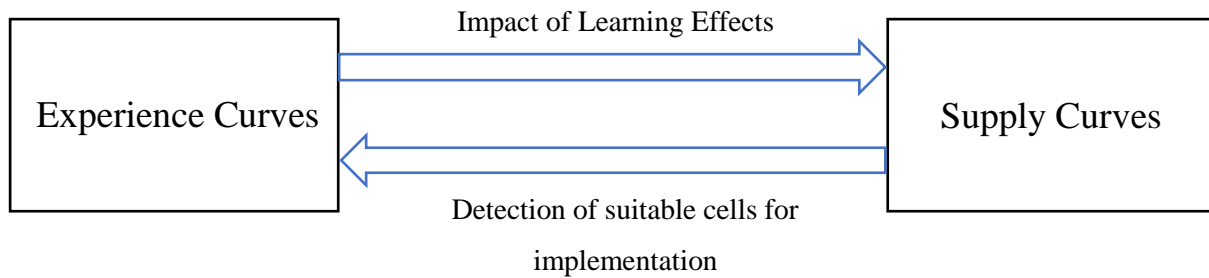 Impact of Learning Effects
Experience Curves
Supply Curves
Detection of suitable cells for
implementation